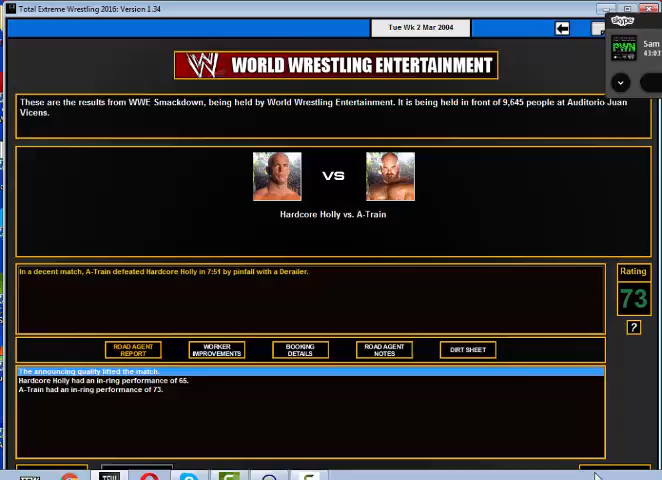 Total Extreme Wrestling 2016: Version 1.34
Tue Wk 2 Mar 2004
skype
PWN
Sam
WORLD WRESTLING ENTERTAINMENT
These are the results from WWE Smackdown, being held by World Wrestling Entertainment. It is being held in front of 9,645 people at Auditorio Juan
Vicens.
VS
Hardcore Holly vs. A-Train
In a decent match, A-Train defeated Hardcore Holly in 7:51 by pinfall with a Derailer.
Rating
73
?
ROAD AGENT
REPORT
WORKER
IMPROVEMENTS
BOOKING
DETAILS
ROAD AGENT
NOTES
DIRT SHEET
The announcing quality lifted the match.
Hardcore Holly had an in-ring performance of 65.
A-Train had an in-ring performance of 73.